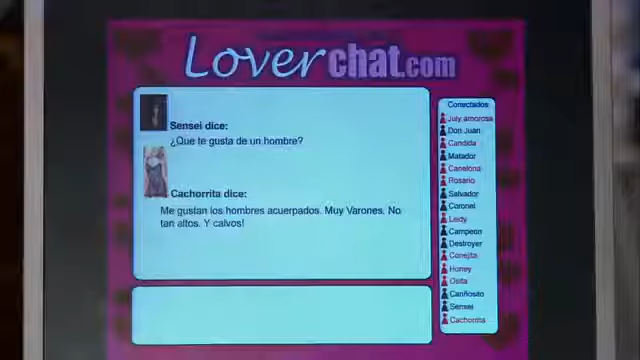 Loverchat.com
Sensei dice:
¿Que te gusta de un hombre?
Cachorrita dice:
Me gustan los hombres acuerpados. Muy Varones. No
tan altos. Y calvos!
Conectados
July amorosa
Don Juan
Candida
Matador
Canelona
Rosario
Salvador
Coronel
Leidy
Campeon
Destroyer
Conejita
Honey
Osita
Cariñosito
Sensei
Cachorrita